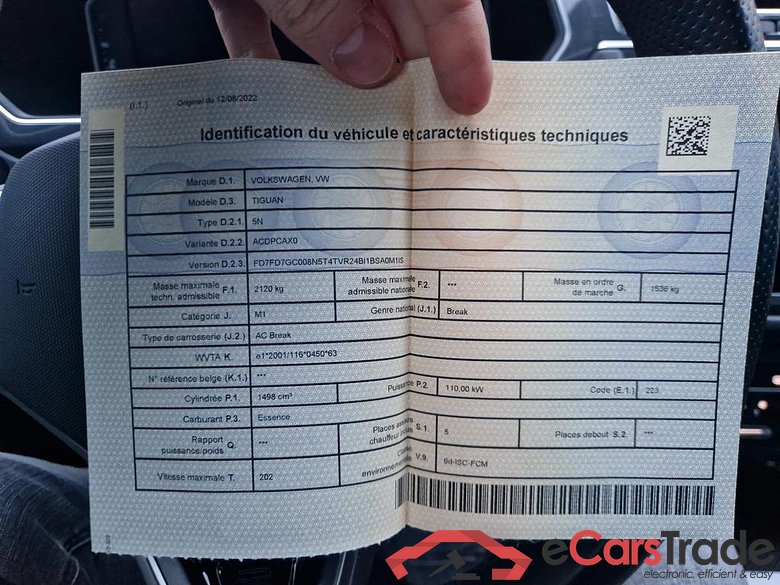 (I.1.) Original do 12/08/2022
Identification du véhicule et caractéristiques techniques
Marque D.1. VOLKSWAGEN, VW
Modèle D.3. TIGUAN
Type D.2.1. 5N
Variante D.2.2. ACDPCAX0
Version D.2.3. FD7FD7GC008N5T4TVR24BI1BSA0M1IS
Masse maximale techn. admissible F.1. 2120 kg Masse maximale admissible nationale F.2. *** Masse en ordre de marche G. 1536 kg
Catégorie J. M1 Genre national (J.1.) Break
Type de carrosserie (J.2.) AC Break
WVTA K. e1*2001/116*0450*63
N° référence belge (K.1.) ***
Cylindrée P.1. 1498 cm³ Puissance P.2. 110.00 kW Code (E.1.) 223
Carburant P.3. Essence
Rapport puissance/poids Q. *** Places assises chauffeur S.1. 5 Places debout S.2. ***
Vitesse maximale T. 202 environnementale V.9. 6d-ISC-FCM
eCarsTrade
electronic, efficient & easy